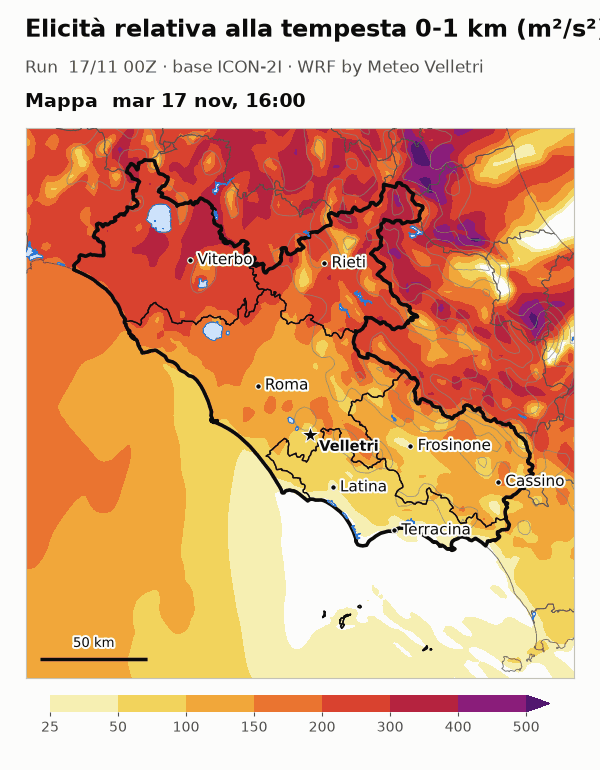 Elicità relativa alla tempesta 0-1 km (m²/s²)
Run  17/11 00Z · base ICON-2I · WRF by Meteo Velletri
Mappa  mar 17 nov, 16:00
Viterbo
Rieti
Roma
Velletri
Frosinone
Latina
Cassino
Terracina
50 km
25 50 100 150 200 300 400 500